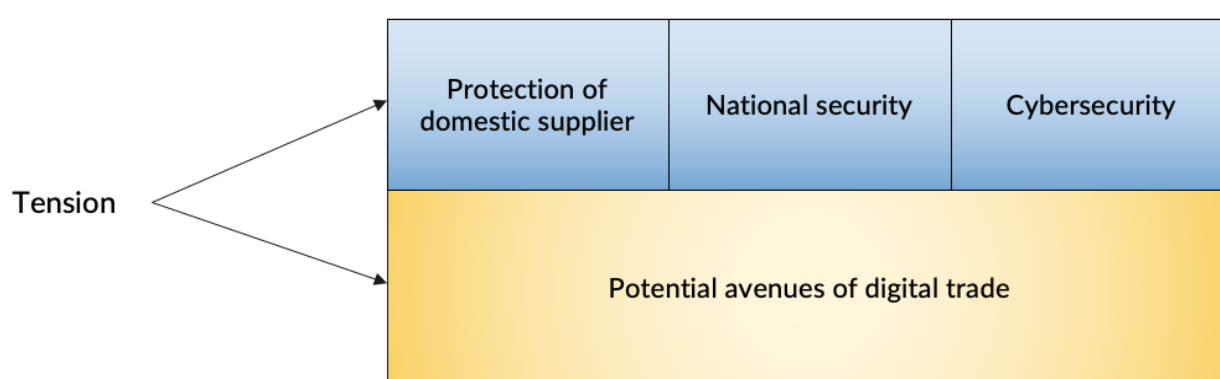 Protection of
domestic supplier
National security
Cybersecurity
Tension
Potential avenues of digital trade